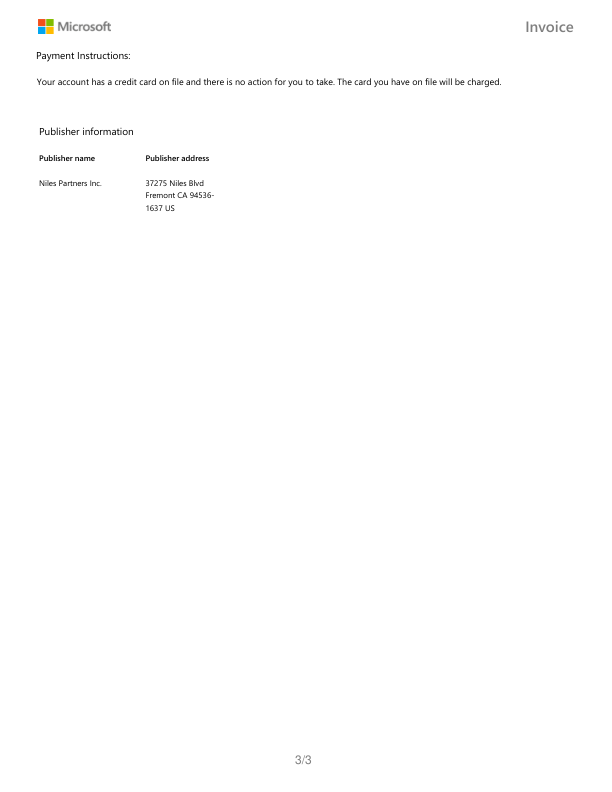 Microsoft
Invoice
Payment Instructions:
Your account has a credit card on file and there is no action for you to take. The card you have on file will be charged.
Publisher information
Publisher name Publisher address
Niles Partners Inc. 37275 Niles Blvd
Fremont CA 94536-
1637 US
3/3